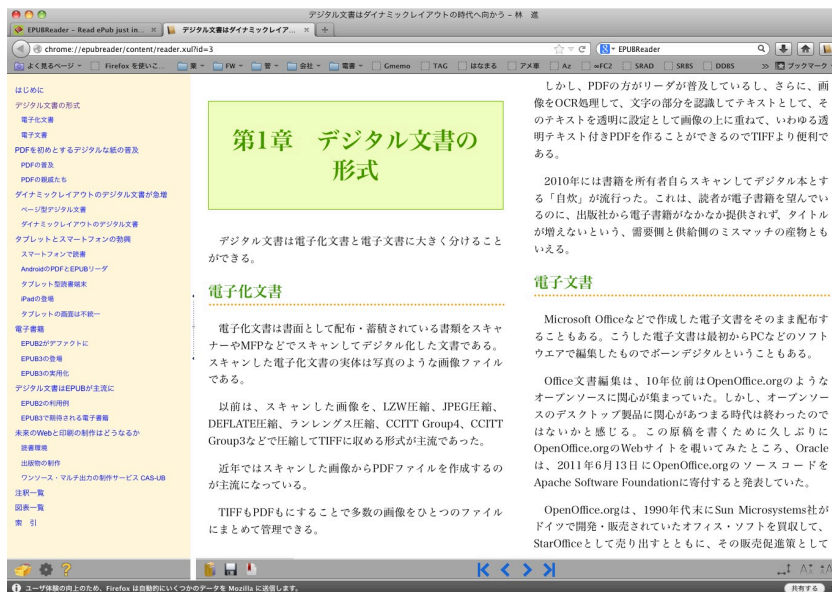 デジタル文書はダイナミックレイアウトの時代へ向かう – 林 進
EPUBReader – Read ePub just in...
デジタル文書はダイナミックレイア...
chrome://epubreader/content/reader.xul?id=3
EPUBReader
よく見るページ
Firefox を使いこ...
業
FW
管
会社
電書
Gmemo
TAG
はなまる
アメ車
Az
∞FC2
SRAD
SRBS
DDBS
ブックマーク
はじめに
デジタル文書の形式
電子化文書
電子文書
PDFを初めとするデジタルな紙の普及
PDFの普及
PDFの親戚たち
ダイナミックレイアウトのデジタル文書が急増
ページ型デジタル文書
ダイナミックレイアウトのデジタル文書
タブレットとスマートフォンの勃興
スマートフォンで読書
AndroidのPDFとEPUBリーダ
タブレット型読書端末
iPadの登場
タブレットの画面は不統一
電子書籍
EPUB2がデファクトに
EPUB3の登場
EPUB3の実用化
デジタル文書はEPUBが主流に
EPUB2の利用例
EPUB3で期待される電子書籍
未来のWebと印刷の制作はどうなるか
読書環境
出版物の制作
ワンソース・マルチ出力の制作サービス CAS-UB
注釈一覧
図表一覧
索 引
第1章 デジタル文書の
形式
デジタル文書は電子化文書と電子文書に大きく分けること
ができる。
電子化文書
電子化文書は書面として配布・蓄積されている書類をスキャ
ナーやMFPなどでスキャンしてデジタル化した文書である。
スキャンした電子化文書の実体は写真のような画像ファイル
である。
以前は、スキャンした画像を、LZW圧縮、JPEG圧縮、
DEFLATE圧縮、ランレングス圧縮、CCITT Group4、CCITT
Group3などで圧縮してTIFFに収める形式が主流であった。
近年ではスキャンした画像からPDFファイルを作成するの
が主流になっている。
TIFFもPDFもにすることで多数の画像をひとつのファイル
にまとめて管理できる。
しかし、PDFの方がリーダが普及しているし、さらに、画
像をOCR処理して、文字の部分を認識してテキストとして、そ
のテキストを透明に設定として画像の上に重ねて、いわゆる透
明テキスト付きPDFを作ることができるのでTIFFより便利で
ある。
2010年には書籍を所有者自らスキャンしてデジタル本とす
る「自炊」が流行った。これは、読者が電子書籍を望んでい
るのに、出版社から電子書籍がなかなか提供されず、タイトル
が増えないという、需要側と供給側のミスマッチの産物とも
いえる。
電子文書
Microsoft Officeなどで作成した電子文書をそのまま配布す
ることもある。こうした電子文書は最初からPCなどのソフト
ウエアで編集したものでボーンデジタルということもある。
Office文書編集は、10年位前はOpenOffice.orgのような
オープンソースに関心が集まっていた。しかし、オープンソー
スのデスクトップ製品に関心があつまる時代は終わったので
はないかと感じる。この原稿を書くために久しぶりに
OpenOffice.orgのWebサイトを覗いてみたところ、Oracle
は、2011年6月13日にOpenOffice.orgのソースコードを
Apache Software Foundationに寄付すると発表していた。
OpenOffice.orgは、1990年代末にSun Microsystems社が
ドイツで開発・販売されていたオフィス・ソフトを買収して、
StarOfficeとして売り出すとともに、その販売促進策として
ユーザ体験の向上のため、Firefox は自動的にいくつかのデータを Mozilla に送信します。
共有する